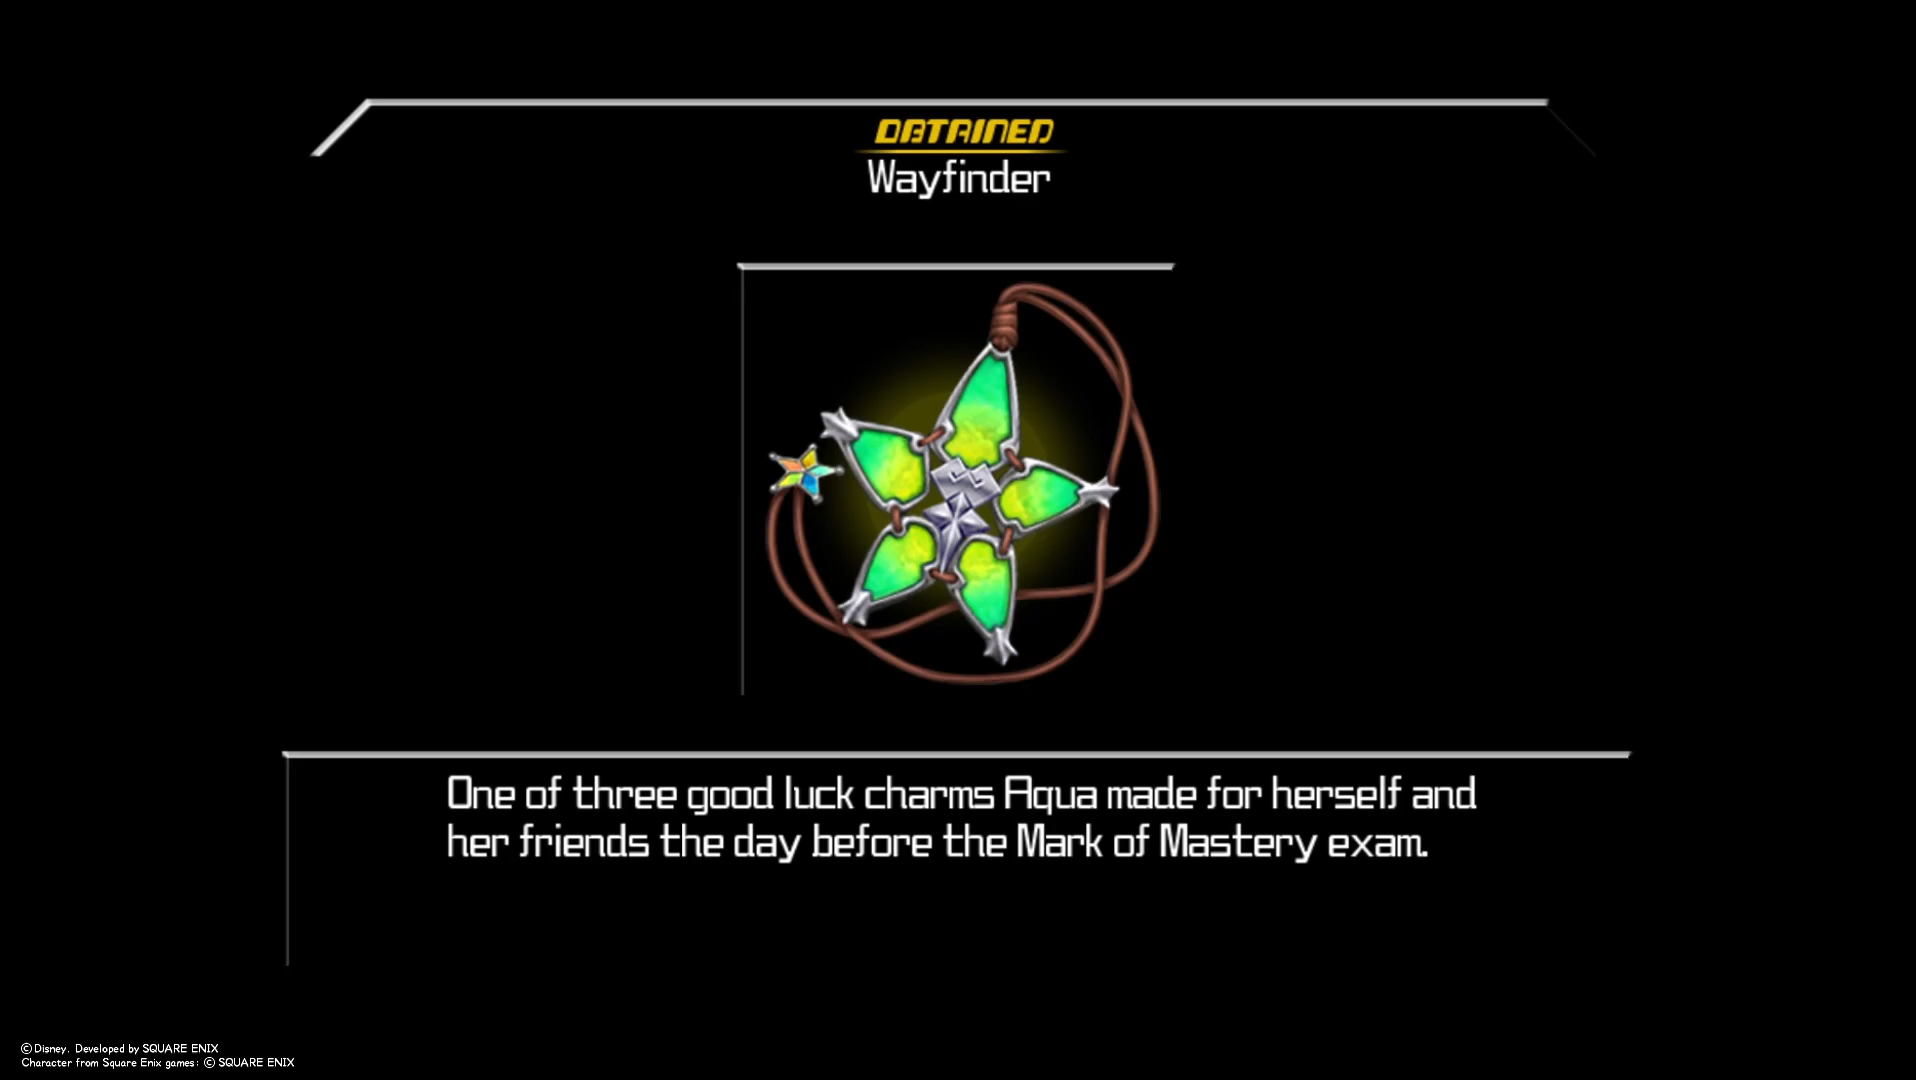 OBTAINED
Wayfinder
One of three good luck charms Aqua made for herself and
her friends the day before the Mark of Mastery exam.
©Disney. Developed by SQUARE ENIX
Character from Square Enix games: © SQUARE ENIX